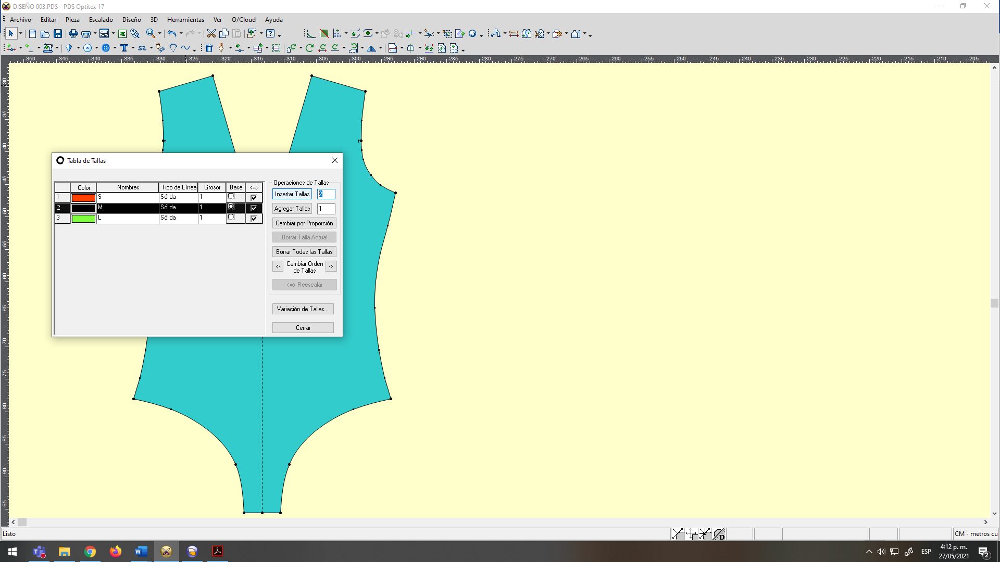 DISEÑO 003.PDS - PDS Optitex 17
Archivo Editar Pieza Escalado Diseño 3D Herramientas Ver O/Cloud Ayuda
-350 -345 -340 -335 -330 -325 -320 -315 -310 -305 -300 -295 -290 -285 -280 -275 -270 -265 -260 -255 -250 -245 -240 -235 -230 -225 -220 -215 -210 -205
-30
-35
-40
-45
-50
-55
-60
-65
-70
-75
-80
-85
-90
-95
Tabla de Tallas
Color Nombres Tipo de Línea Grosor Base <=>
1 S Sólida 1
2 M Sólida 1
3 L Sólida 1
Operaciones de Tallas
Insertar Tallas 2
Agregar Tallas 1
Cambiar por Proporción
Borrar Talla Actual
Borrar Todas las Tallas
<- Cambiar Orden ->
de Tallas
<=> Reescalar
Variación de Tallas...
Cerrar
Listo
CM - metros cu
ESP
4:12 p. m.
27/05/2021
2